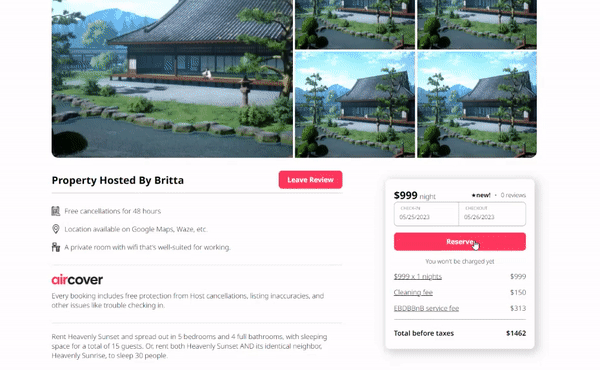 Property Hosted By Britta
Leave Review
Free cancellations for 48 hours
Location available on Google Maps, Waze, etc.
A private room with wifi that's well-suited for working.
aircover
Every booking includes free protection from Host cancellations, listing inaccuracies, and
other issues like trouble checking in.
Rent Heavenly Sunset and spread out in 5 bedrooms and 4 full bathrooms, with sleeping
space for a total of 15 guests. Or, rent both Heavenly Sunset AND its identical neighbor,
Heavenly Sunrise, to sleep 30 people.
$999 night
★new! • 0 reviews
CHECK-IN
CHECKOUT
05/25/2023
05/26/2023
Reserve
You won't be charged yet
$999 x 1 nights $999
Cleaning fee $150
$313
Total before taxes $1462